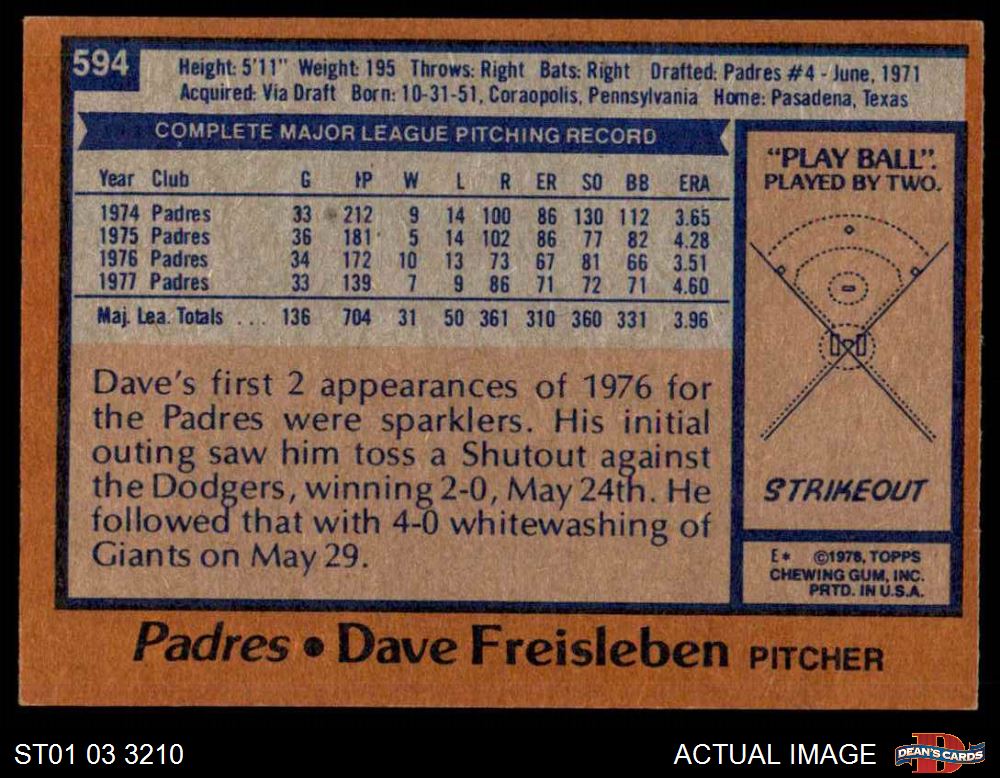 594
Height: 5'11" Weight: 195 Throws: Right Bats: Right Drafted: Padres #4 - June, 1971
Acquired: Via Draft Born: 10-31-51, Coraopolis, Pennsylvania Home: Pasadena, Texas
COMPLETE MAJOR LEAGUE PITCHING RECORD
Year Club G IP W L R ER SO BB ERA
1974 Padres 33 212 9 14 100 86 130 112 3.65
1975 Padres 36 181 5 14 102 86 77 82 4.28
1976 Padres 34 172 10 13 73 67 81 66 3.51
1977 Padres 33 139 7 9 86 71 72 71 4.60
Maj. Lea. Totals . . . 136 704 31 50 361 310 360 331 3.96
Dave's first 2 appearances of 1976 for
the Padres were sparklers. His initial
outing saw him toss a Shutout against
the Dodgers, winning 2-0, May 24th. He
followed that with 4-0 whitewashing of
Giants on May 29.
"PLAY BALL".
PLAYED BY TWO.
STRIKEOUT
E* ©1978, TOPPS
CHEWING GUM, INC.
PRTD. IN U.S.A.
Padres • Dave Freisleben PITCHER
ST01 03 3210
ACTUAL IMAGE
D
DEAN'S CARDS